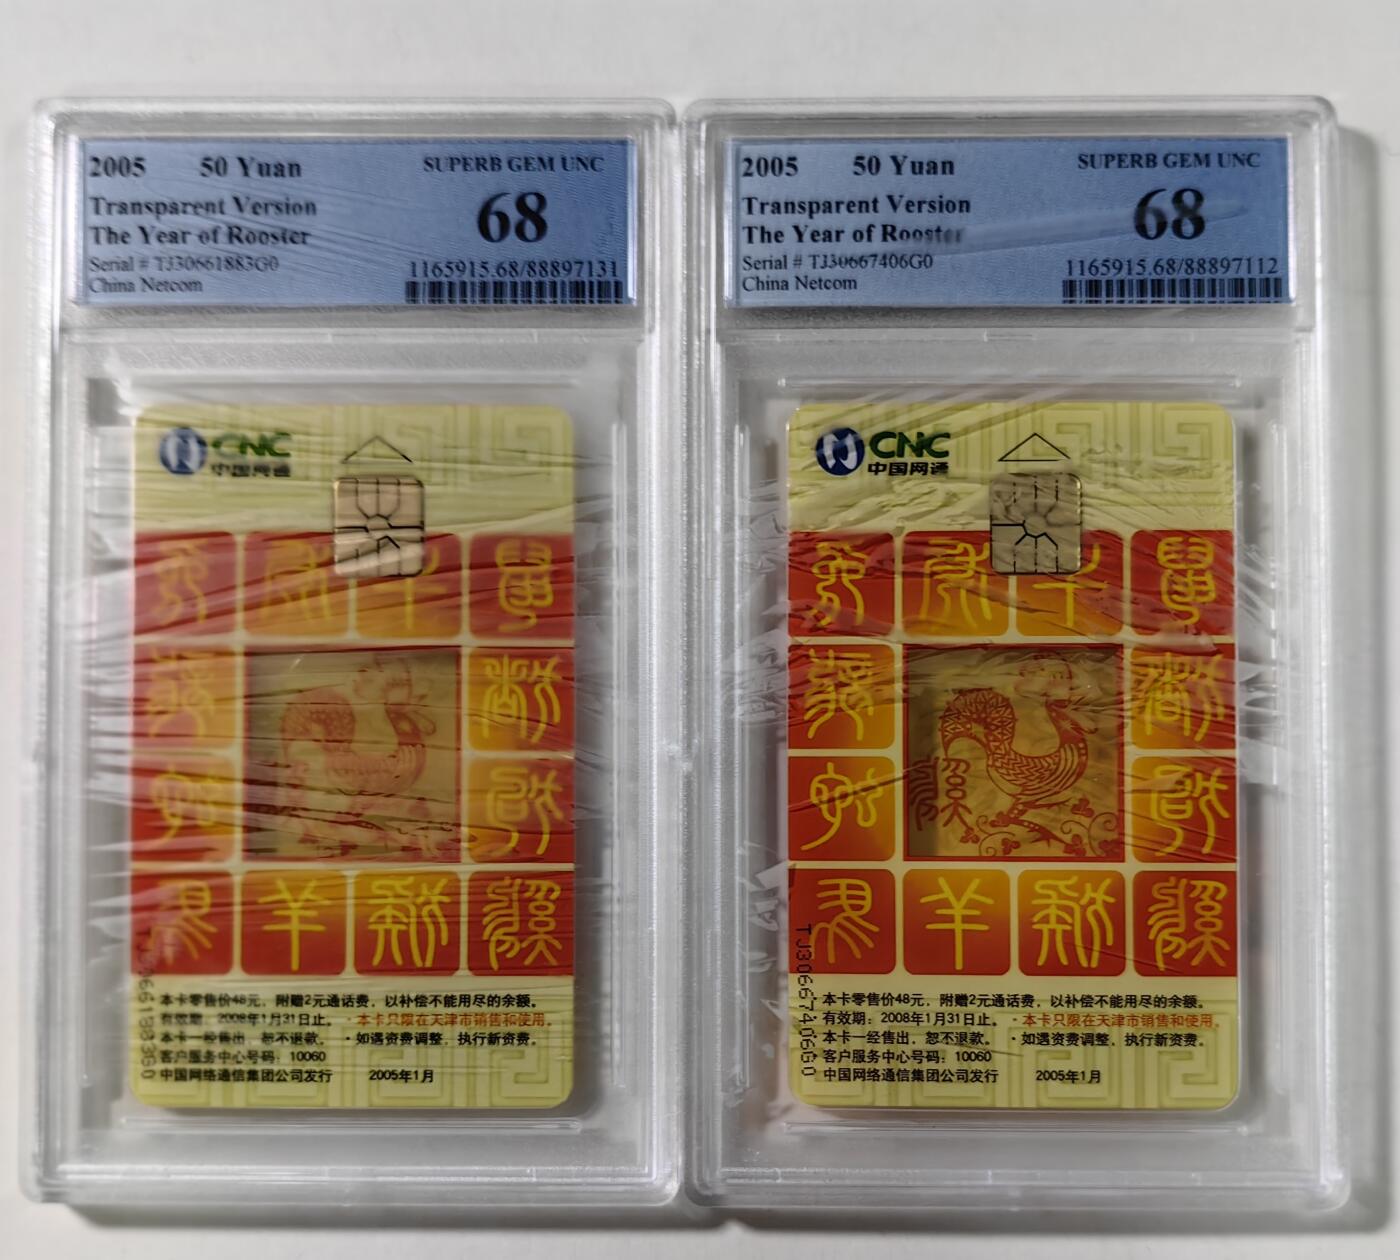 2005 50 Yuan SUPERB GEM UNC
Transparent Version
68
The Year of Rooster
Serial # TJ30661883G0
1165915.68/88897131
China Netcom
CNC
中国网通
羊
本卡零售价48元，附赠2元通话费，以补偿不能用尽的余额。
有效期：2008年1月31日止。 ·本卡只限在天津市销售和使用。
本卡一经售出，恕不退款。 ·如遇资费调整，执行新资费。
客户服务中心号码：10060
中国网络通信集团公司发行 2005年1月
2005 50 Yuan SUPERB GEM UNC
Transparent Version
68
The Year of Rooster
Serial # TJ30667406G0
1165915.68/88897112
China Netcom
CNC
中国网通
羊
TJ30667406G0
·本卡零售价48元，附赠2元通话费，以补偿不能用尽的余额。
·有效期：2008年1月31日止。 ·本卡只限在天津市销售和使用。
·本卡一经售出，恕不退款。 ·如遇资费调整，执行新资费。
客户服务中心号码：10060
中国网络通信集团公司发行 2005年1月